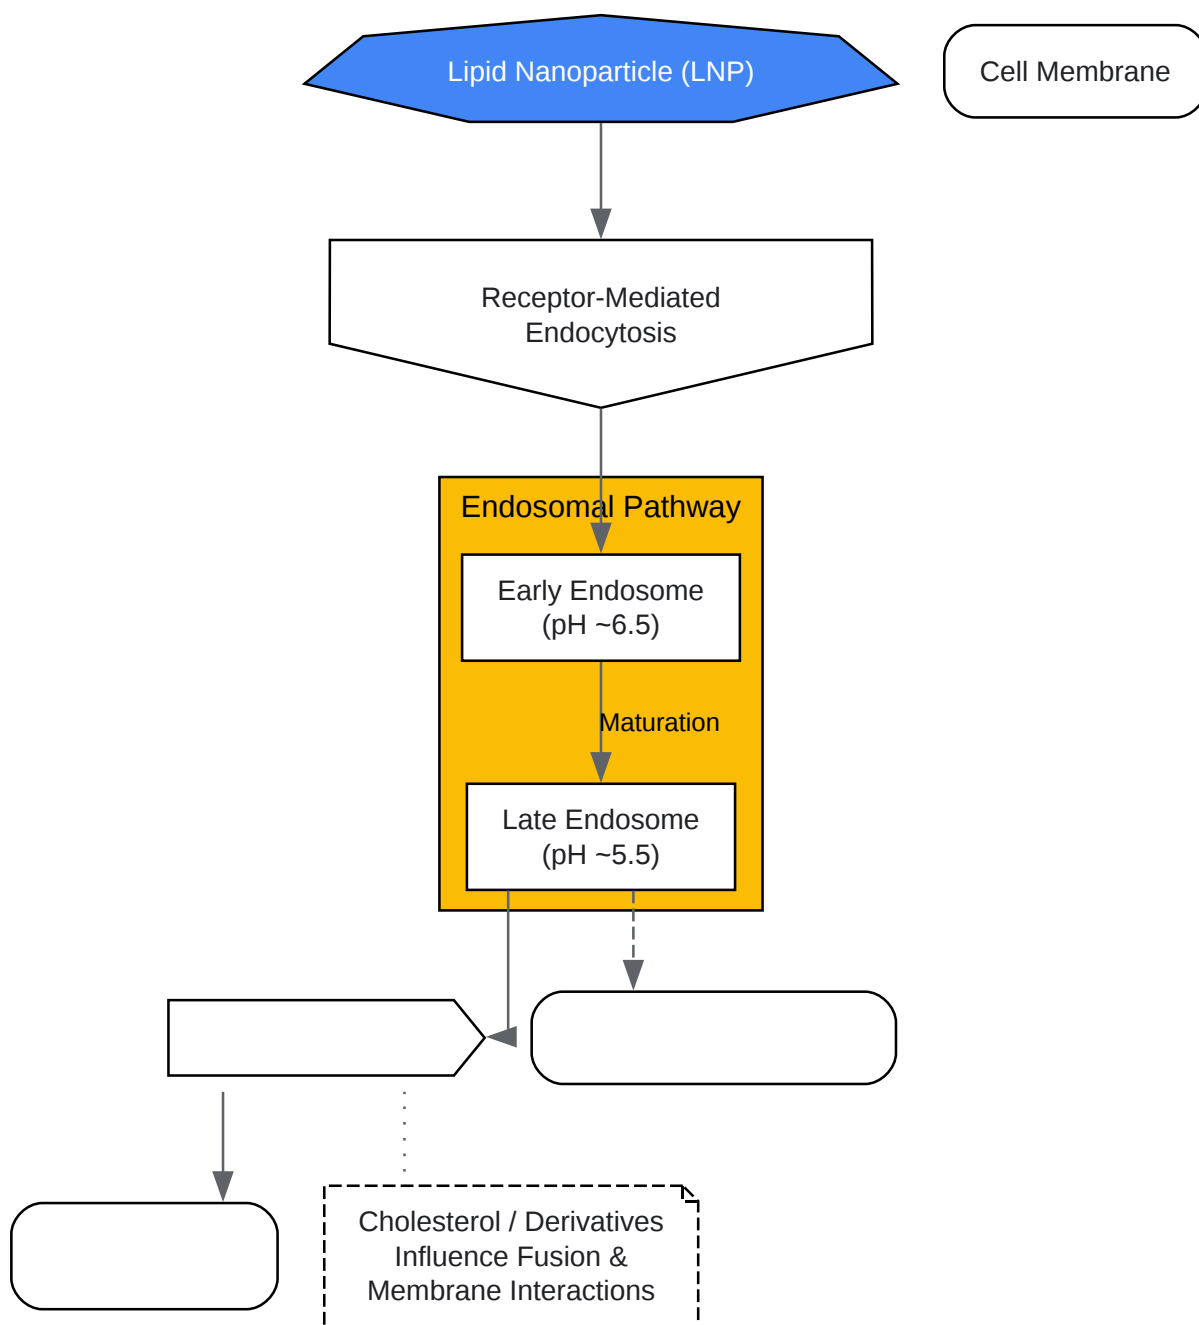 Lipid Nanoparticle (LNP)
Cell Membrane
Receptor-Mediated
Endocytosis
Endosomal Pathway
Early Endosome
(pH ~6.5)
Maturation
Late Endosome
(pH ~5.5)
Cholesterol / Derivatives
Influence Fusion &
Membrane Interactions